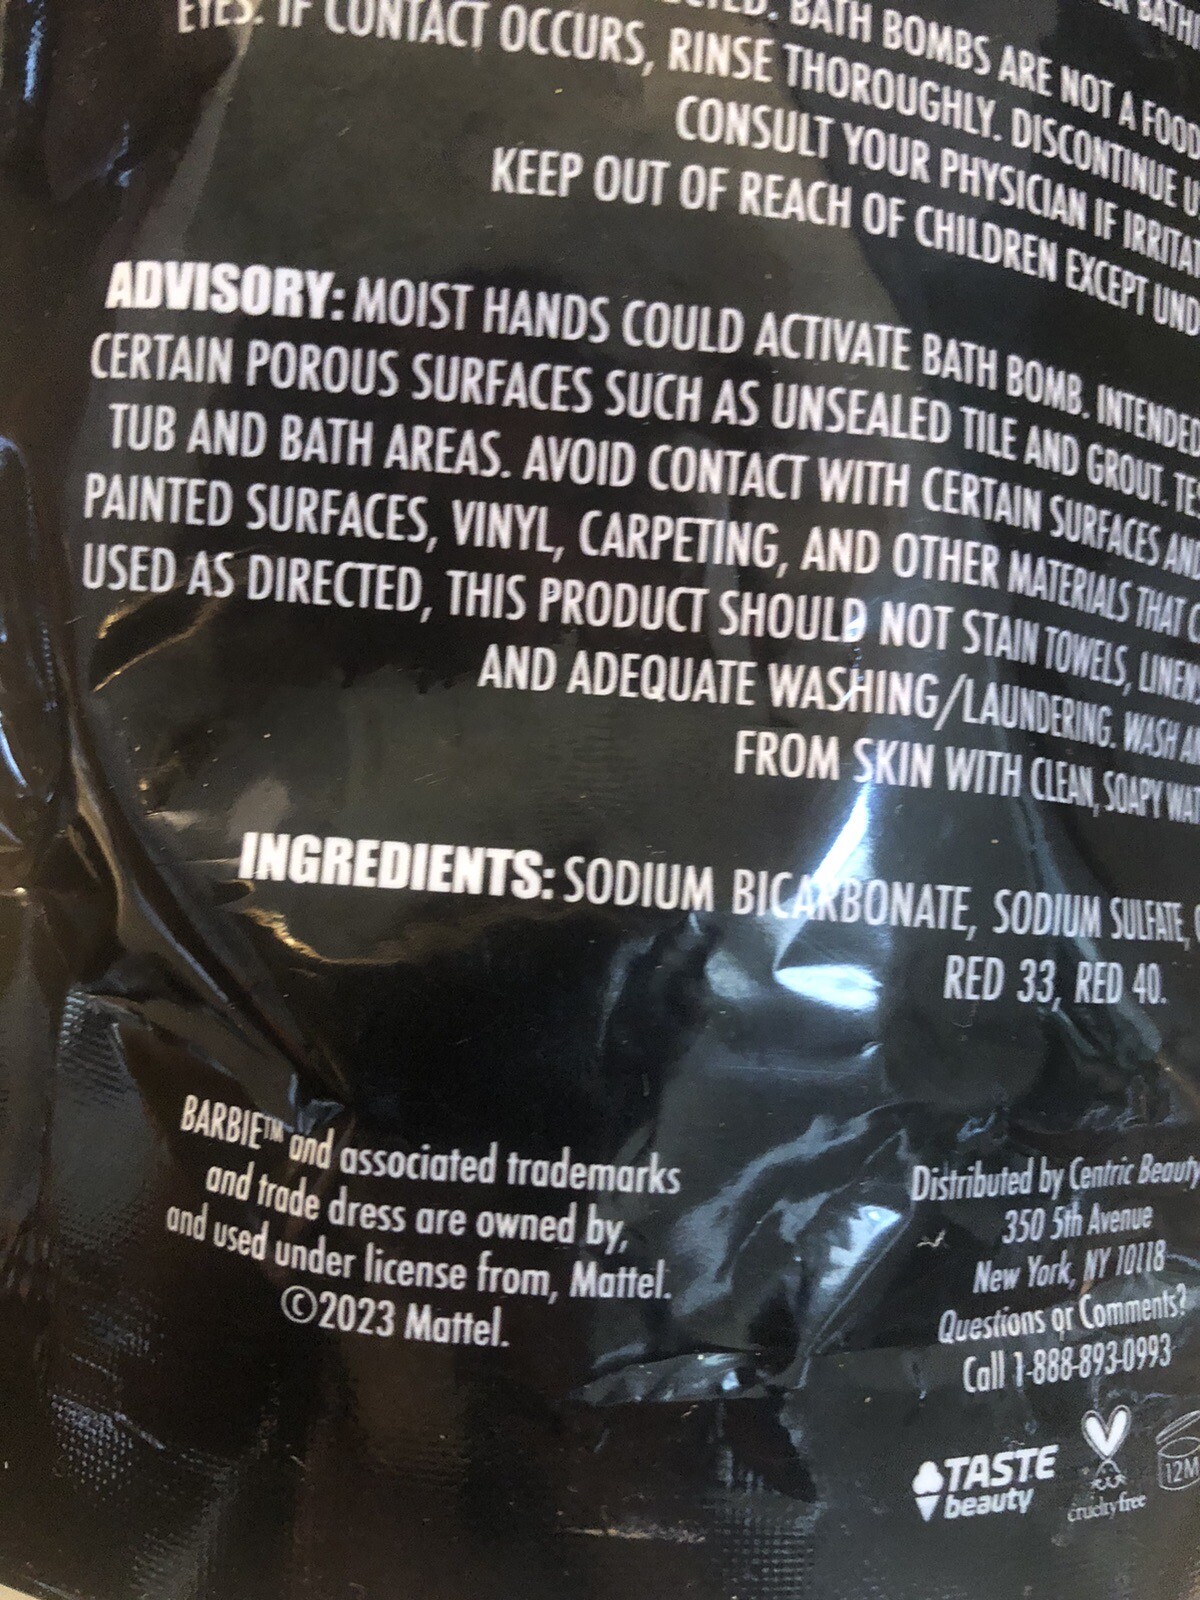 BATH BOMBS ARE NOT A FOOD
EYES. IF CONTACT OCCURS, RINSE THOROUGHLY. DISCONTINUE
CONSULT YOUR PHYSICIAN IF
KEEP OUT OF REACH OF CHILDREN EXCEPT
ADVISORY: MOIST HANDS COULD ACTIVATE BATH BOMB. INTENDED
CERTAIN POROUS SURFACES SUCH AS UNSEALED TILE AND GROUT.
TUB AND BATH AREAS. AVOID CONTACT WITH CERTAIN SURFACES AND
PAINTED SURFACES, VINYL, CARPETING, AND OTHER MATERIALS THAT
USED AS DIRECTED, THIS PRODUCT SHOULD NOT STAIN TOWELS,
AND ADEQUATE WASHING/LAUNDERING. WASH
FROM SKIN WITH CLEAN, SOAPY
INGREDIENTS: SODIUM BICARBONATE, SODIUM SULFATE,
RED 33, RED 40.
BARBIE™ and associated trademarks
and trade dress are owned by,
and used under license from, Mattel.
©2023 Mattel.
Distributed by Centric Beauty
350 5th Avenue
New York, NY 10118
Questions or Comments?
Call 1-888-893-0993
TASTE
beauty
crueltyfree
12M